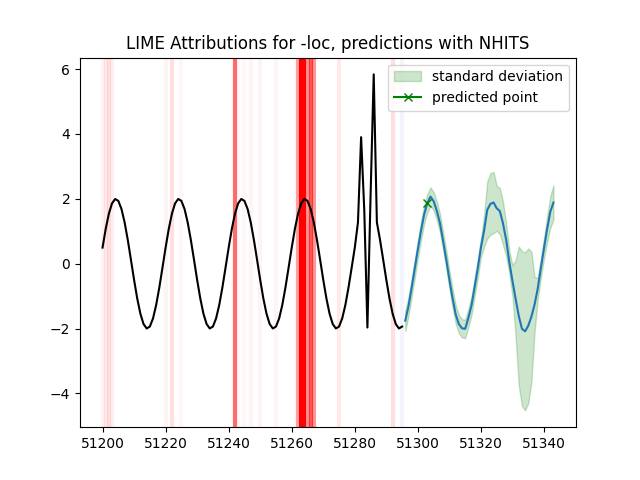 LIME Attributions for -loc, predictions with NHITS
standard deviation
predicted point
6
4
2
0
−2
−4
51200 51220 51240 51260 51280 51300 51320 51340